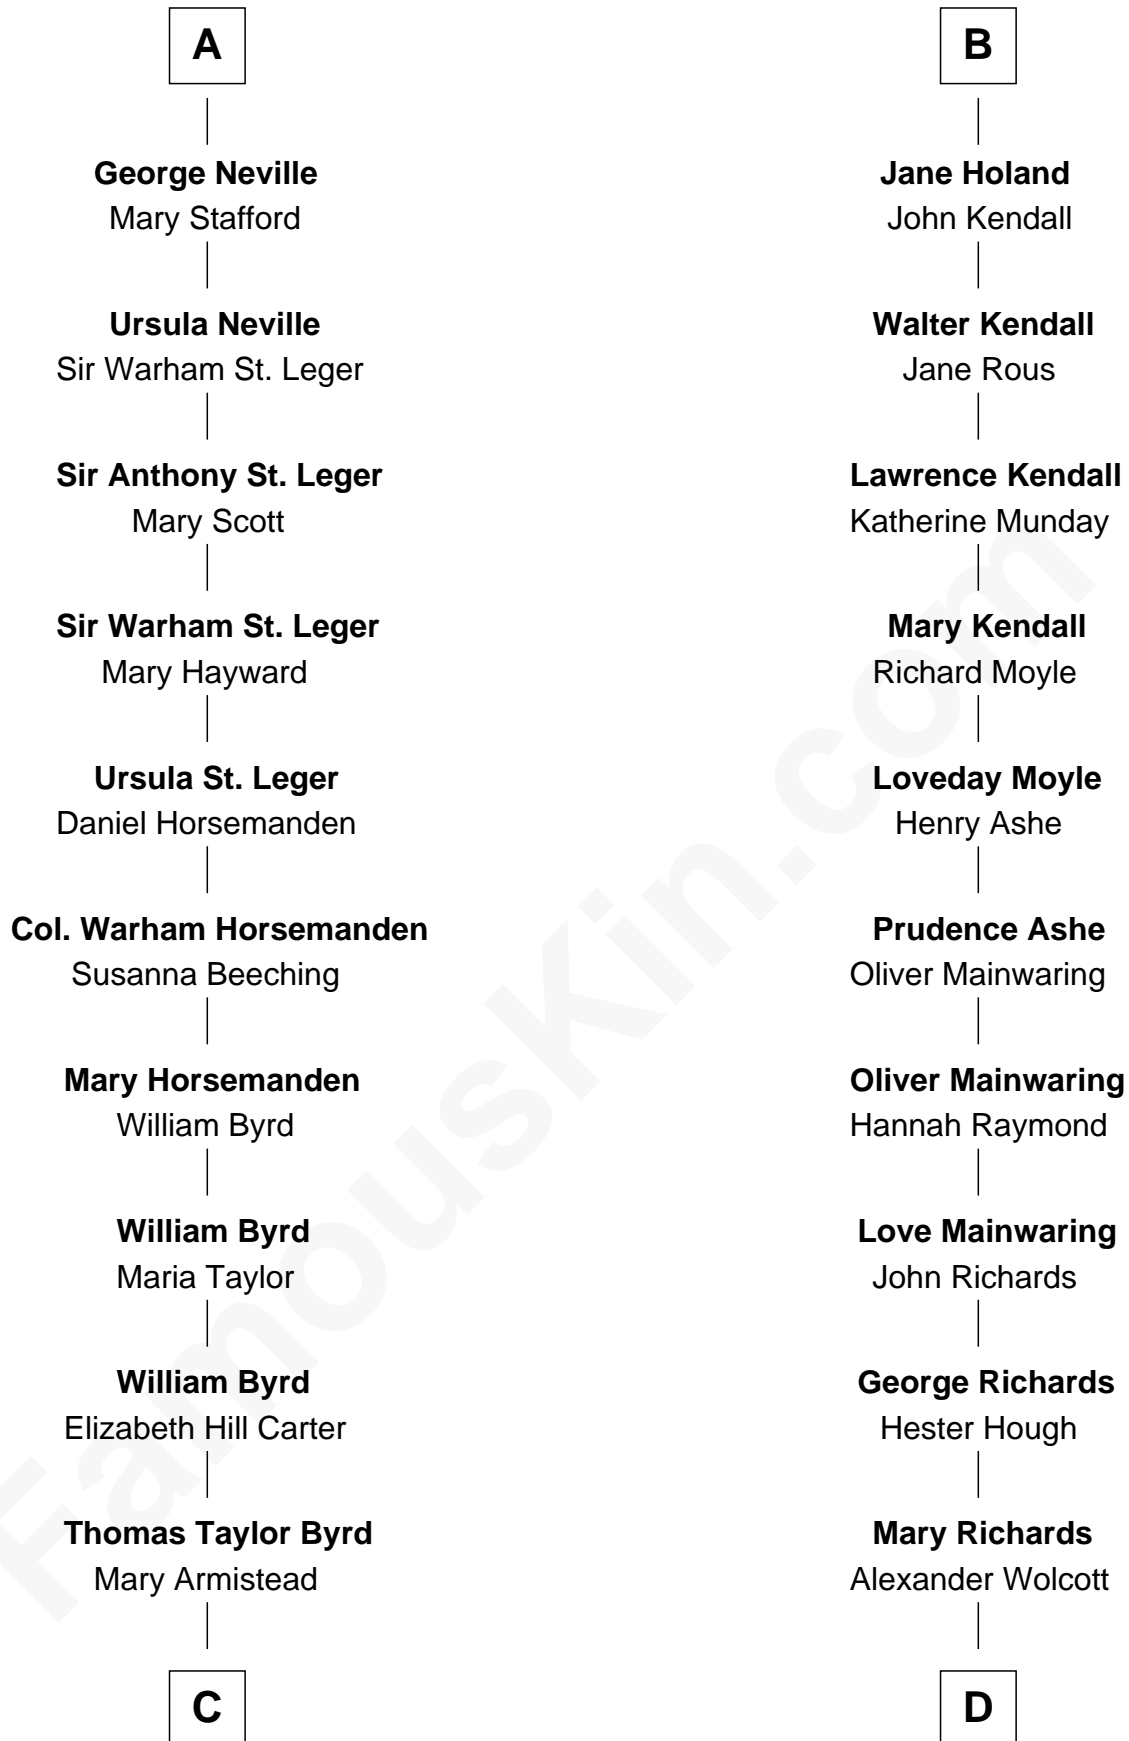 A
George Neville
Mary Stafford
Ursula Neville
Sir Warham St. Leger
Sir Anthony St. Leger
Mary Scott
Sir Warham St. Leger
Mary Hayward
Ursula St. Leger
Daniel Horsemanden
Col. Warham Horsemanden
Susanna Beeching
Mary Horsemanden
William Byrd
William Byrd
Maria Taylor
William Byrd
Elizabeth Hill Carter
Thomas Taylor Byrd
Mary Armistead
C
B
Jane Holand
John Kendall
Walter Kendall
Jane Rous
Lawrence Kendall
Katherine Munday
Mary Kendall
Richard Moyle
Loveday Moyle
Henry Ashe
Prudence Ashe
Oliver Mainwaring
Oliver Mainwaring
Hannah Raymond
Love Mainwaring
John Richards
George Richards
Hester Hough
Mary Richards
Alexander Wolcott
D
FamousKin.com